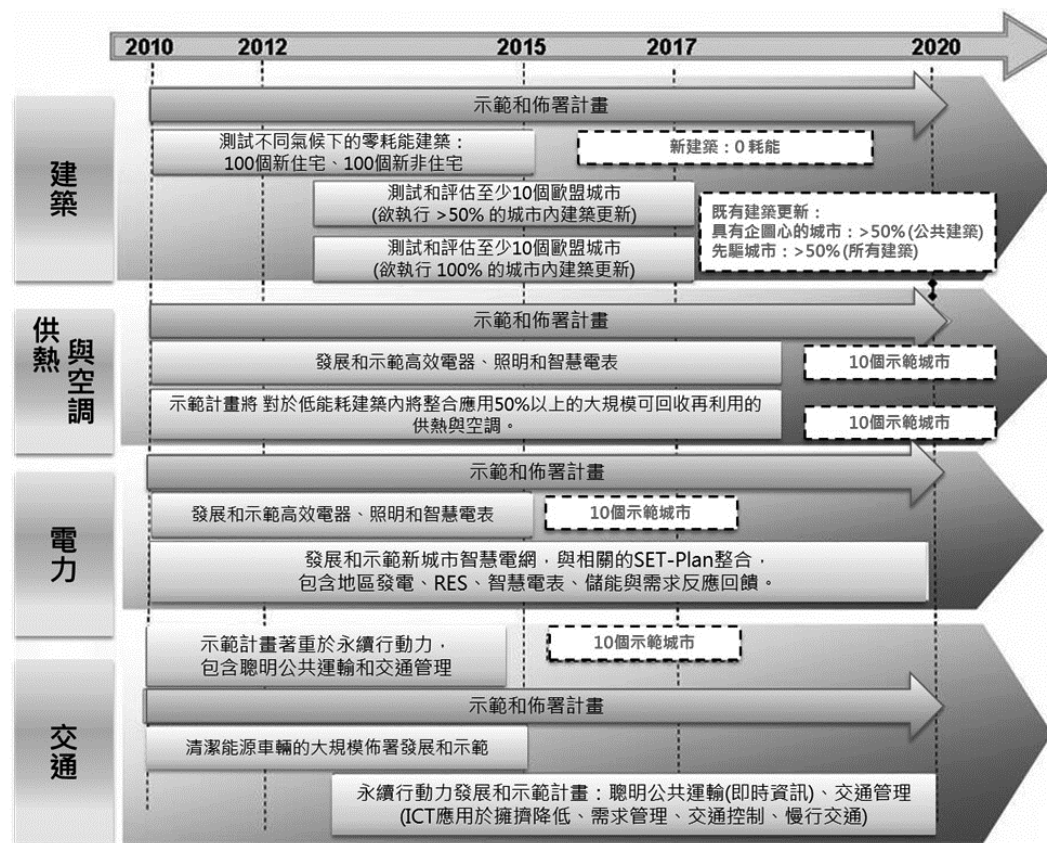 2010 2012 2015 2017 2020
建築
示範和佈署計畫
測試不同氣候下的零耗能建築：
100個新住宅、100個新非住宅
新建築：0 耗能
測試和評估至少10個歐盟城市
(欲執行 >50% 的城市內建築更新)
既有建築更新：
具有企圖心的城市：>50%(公共建築)
先驅城市：>50%(所有建築)
測試和評估至少10個歐盟城市
(欲執行 100% 的城市內建築更新)
供熱
與空調
示範和佈署計畫
發展和示範高效電器、照明和智慧電表
10個示範城市
示範計畫將 對於低能耗建築內將整合應用50%以上的大規模可回收再利用的
供熱與空調。
10個示範城市
電力
示範和佈署計畫
發展和示範高效電器、照明和智慧電表
10個示範城市
發展和示範新城市智慧電網，與相關的SET-Plan整合，
包含地區發電、RES、智慧電表、儲能與需求反應回饋。
交通
示範計畫著重於永續行動力，
包含聰明公共運輸和交通管理
10個示範城市
示範和佈署計畫
清潔能源車輛的大規模佈署發展和示範
永續行動力發展和示範計畫：聰明公共運輸(即時資訊)、交通管理
(ICT應用於擁擠降低、需求管理、交通控制、慢行交通)